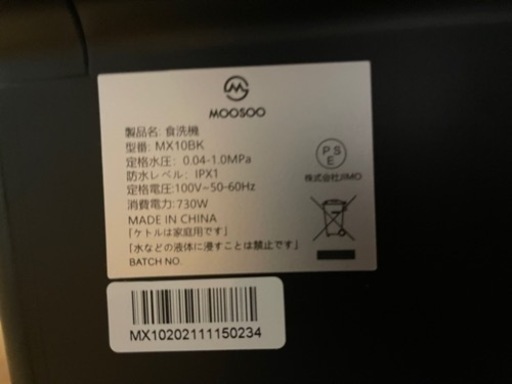 MOOSOO
製品名: 食洗機
型番: MX10BK
定格水圧: 0.04-1.0MPa
防水レベル: IPX1
定格電圧:100V~50-60Hz
消費電力: 730W
MADE IN CHINA
「ケトルは家庭用です」
「水などの液体に浸すことは禁止です」
BATCH NO.
PSE
株式会社JIMO
MX10202111150234